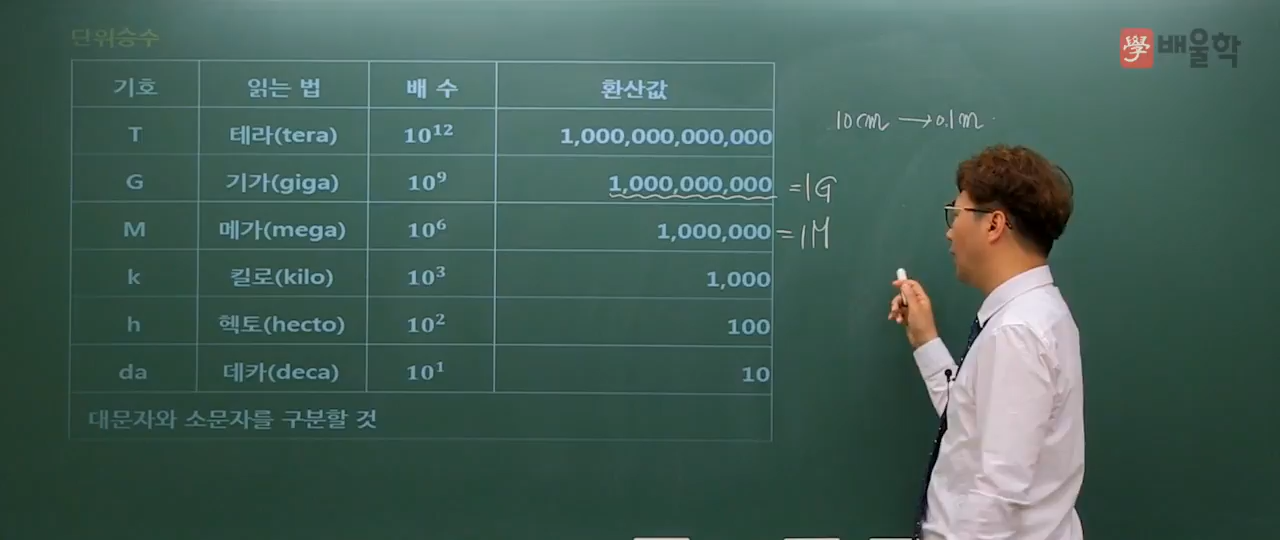 단위승수
學 배울학
기호 읽는 법 배 수 환산값
T 테라(tera) 10¹² 1,000,000,000,000
10cm → 0.1m
G 기가(giga) 10⁹ 1,000,000,000 =1G
M 메가(mega) 10⁶ 1,000,000 =1M
k 킬로(kilo) 10³ 1,000
h 헥토(hecto) 10² 100
da 데카(deca) 10¹ 10
대문자와 소문자를 구분할 것